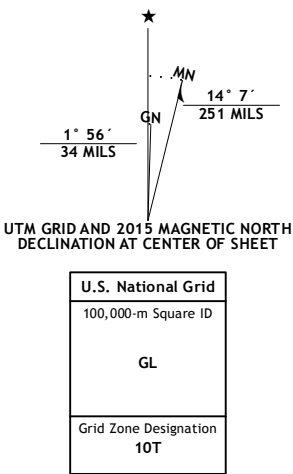 ★
MN
GN
14° 7´
251 MILS
1° 56´
34 MILS
UTM GRID AND 2015 MAGNETIC NORTH
DECLINATION AT CENTER OF SHEET
U.S. National Grid
100,000-m Square ID
GL
Grid Zone Designation
10T